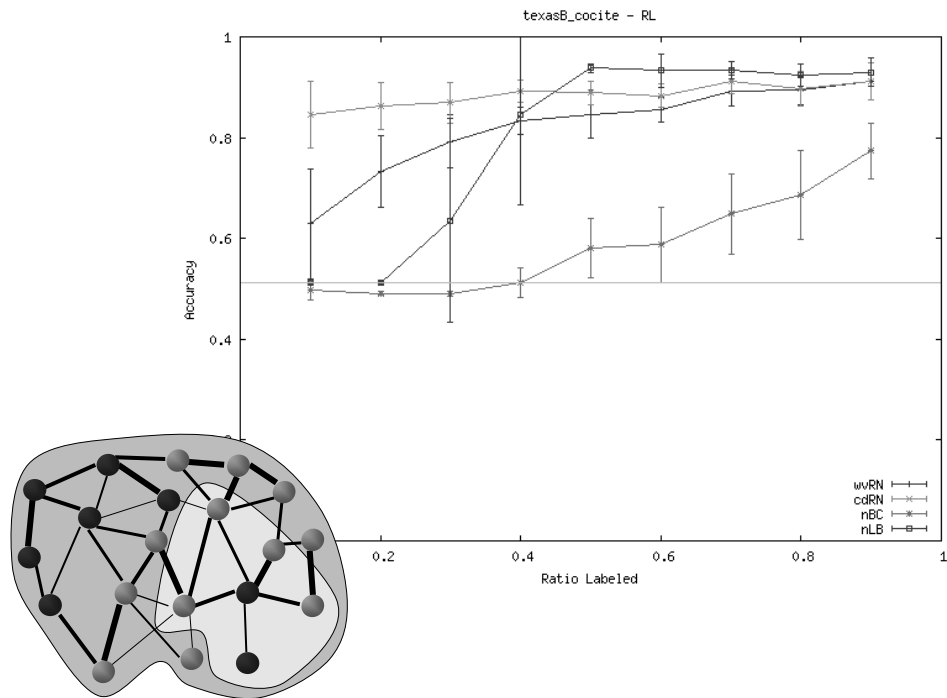 texasB_cocite - RL
1
0.8
0.6
Accuracy
0.4
wvRN
cdRN
nBC
nLB
0.2 0.4 0.6 0.8 1
Ratio Labeled